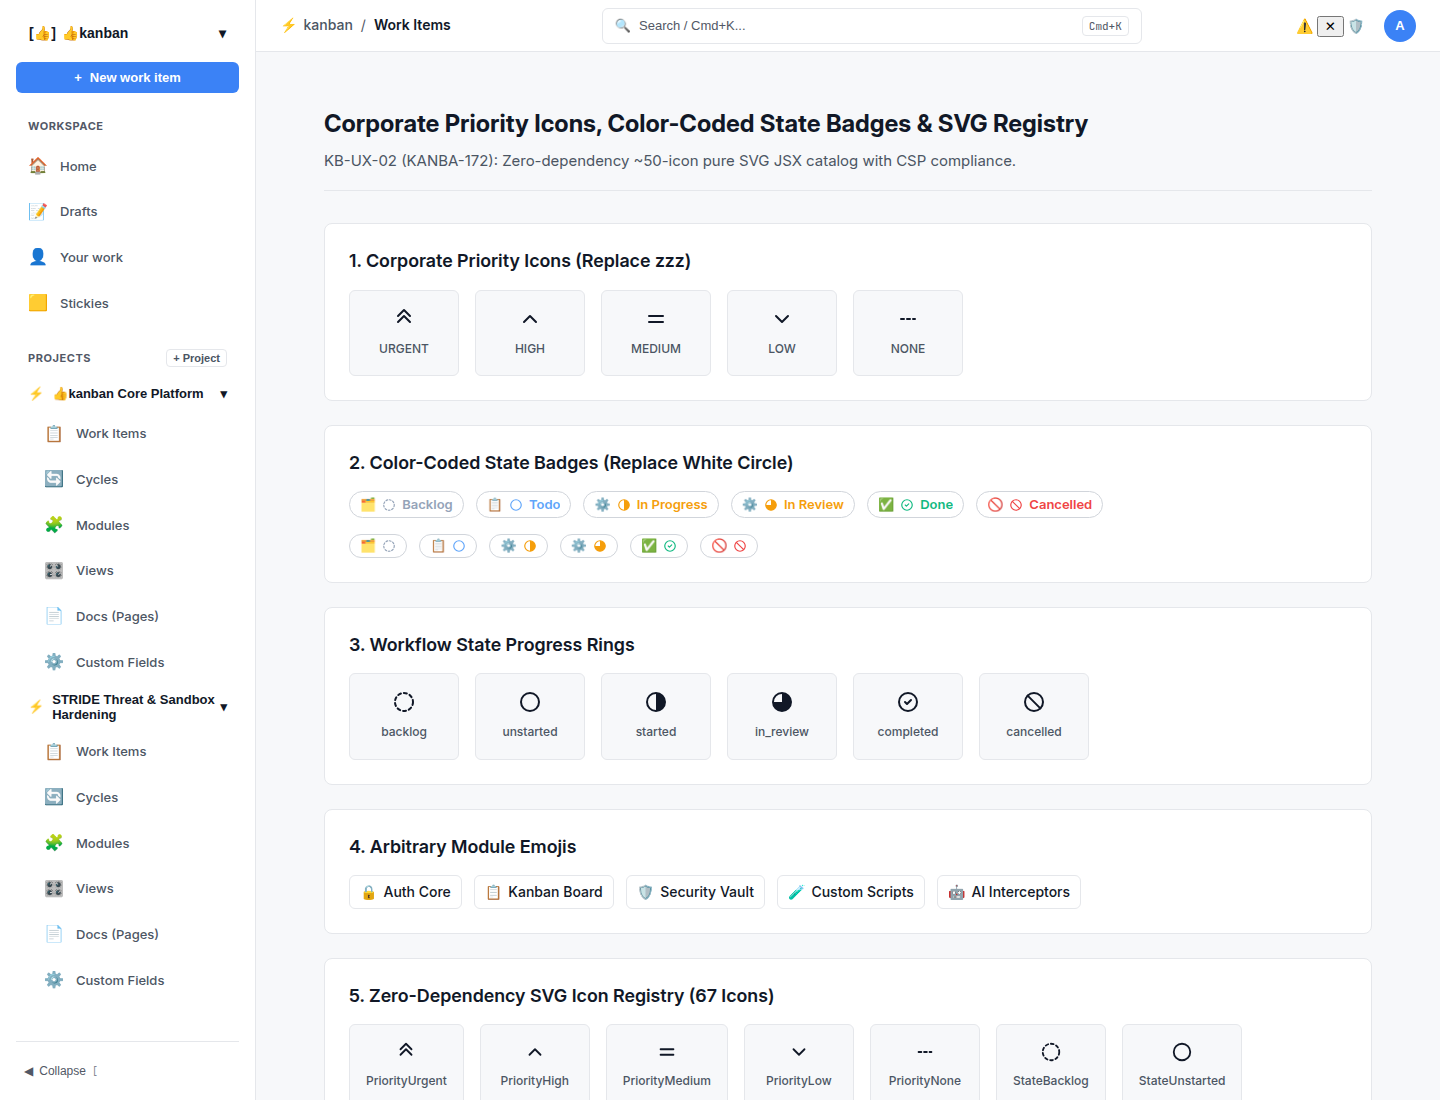 [👍] 👍kanban ▼
+ New work item
WORKSPACE
🏠 Home
📝 Drafts
👤 Your work
🟨 Stickies
PROJECTS + Project
⚡ 👍kanban Core Platform ▼
📋 Work Items
🔄 Cycles
🧩 Modules
🎛️ Views
📄 Docs (Pages)
⚙️ Custom Fields
⚡ STRIDE Threat & Sandbox ▼
Hardening
📋 Work Items
🔄 Cycles
🧩 Modules
🎛️ Views
📄 Docs (Pages)
⚙️ Custom Fields
◀ Collapse [
⚡ kanban / Work Items
🔍 Search / Cmd+K... Cmd+K
⚠️ ✕ 🛡️ A
Corporate Priority Icons, Color-Coded State Badges & SVG Registry
KB-UX-02 (KANBA-172): Zero-dependency ~50-icon pure SVG JSX catalog with CSP compliance.
1. Corporate Priority Icons (Replace zzz)
URGENT HIGH MEDIUM LOW NONE
2. Color-Coded State Badges (Replace White Circle)
🗂️ Backlog 📋 Todo ⚙️ In Progress ⚙️ In Review ✅ Done 🚫 Cancelled
3. Workflow State Progress Rings
backlog unstarted started in_review completed cancelled
4. Arbitrary Module Emojis
🔒 Auth Core 📋 Kanban Board 🛡️ Security Vault 🧪 Custom Scripts 🤖 AI Interceptors
5. Zero-Dependency SVG Icon Registry (67 Icons)
PriorityUrgent PriorityHigh PriorityMedium PriorityLow PriorityNone StateBacklog StateUnstarted